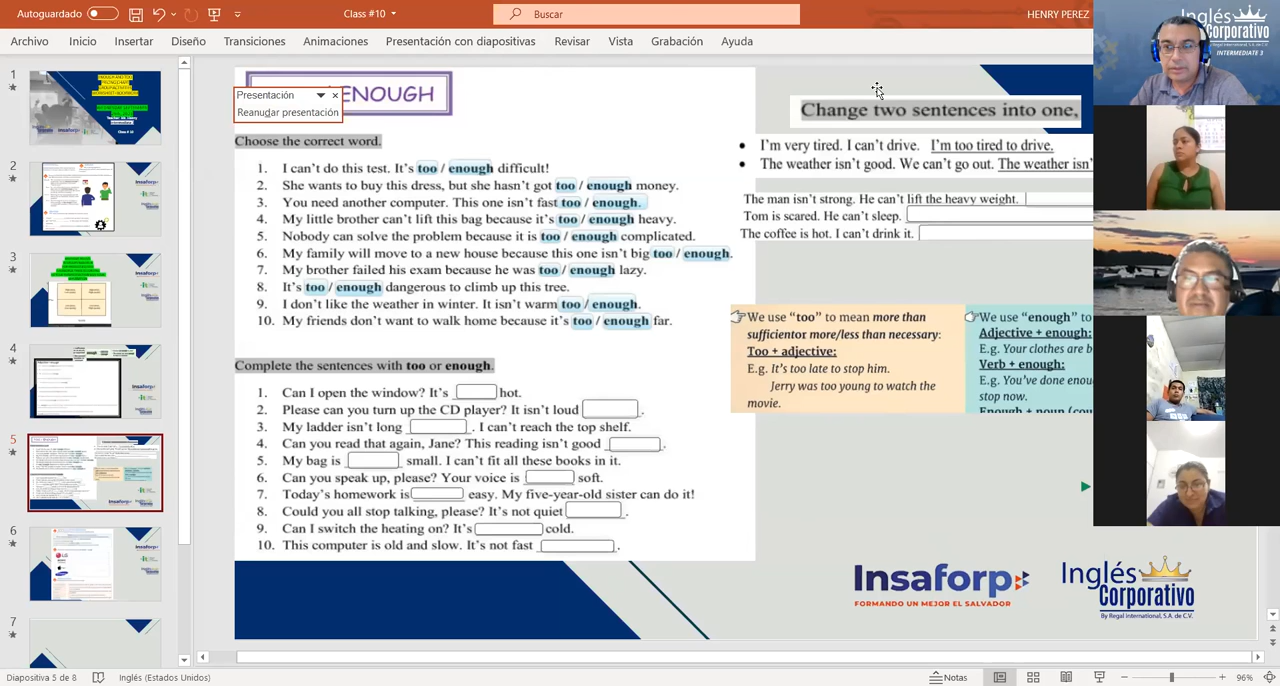 Autoguardado
Class #10
Buscar
HENRY PEREZ
Archivo Inicio Insertar Diseño Transiciones Animaciones Presentación con diapositivas Revisar Vista Grabación Ayuda
Inglés
Corporativo
By Regal International, S.A. de C.V.
INTERMEDIATE 3
1
2
3
4
5
6
7
Presentación
Reanugar presentación
ENOUGH
Choose the correct word.
1. I can't do this test. It's too / enough difficult!
2. She wants to buy this dress, but she hasn't got too / enough money.
3. You need another computer. This one isn't fast too / enough.
4. My little brother can't lift this bag because it's too / enough heavy.
5. Nobody can solve the problem because it is too / enough complicated.
6. My family will move to a new house because this one isn't big too / enough.
7. My brother failed his exam because he was too / enough lazy.
8. It's too / enough dangerous to climb up this tree.
9. I don't like the weather in winter. It isn't warm too / enough.
10. My friends don't want to walk home because it's too / enough far.
Complete the sentences with too or enough.
1. Can I open the window? It's hot.
2. Please can you turn up the CD player? It isn't loud .
3. My ladder isn't long . I can't reach the top shelf.
4. Can you read that again, Jane? This reading isn't good .
5. My bag is small. I can't fit all these books in it.
6. Can you speak up, please? Your voice is soft.
7. Today's homework is easy. My five-year-old sister can do it!
8. Could you all stop talking, please? It's not quiet .
9. Can I switch the heating on? It's cold.
10. This computer is old and slow. It's not fast .
Change two sentences into one,
• I'm very tired. I can't drive. I'm too tired to drive.
• The weather isn't good. We can't go out. The weather isn'
The man isn't strong. He can't lift the heavy weight.
Tom is scared. He can't sleep.
The coffee is hot. I can't drink it.
We use "too" to mean more than
sufficient or more/less than necessary:
Too + adjective:
E.g. It's too late to stop him.
Jerry was too young to watch the
movie.
We use "enough" to
Adjective + enough:
E.g. Your clothes are b
Verb + enough:
E.g. You've done enou
stop now.
Insaforp
FORMANDO UN MEJOR EL SALVADOR
Inglés
Corporativo
By Regal International, S.A. de C.V.
Diapositiva 5 de 8
Inglés (Estados Unidos)
Notas
96%